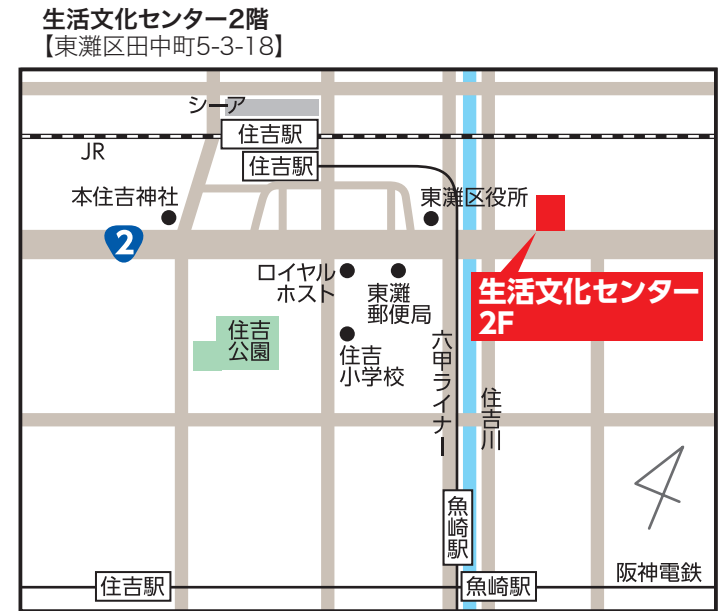 生活文化センター2階
【東灘区田中町5-3-18】
シーア
住吉駅
JR
住吉駅
本住吉神社
東灘区役所
2
ロイヤル
ホスト
東灘
郵便局
生活文化センター
2F
住吉
公園
住吉
小学校
六甲ライナー
住吉川
魚崎駅
住吉駅
魚崎駅
阪神電鉄